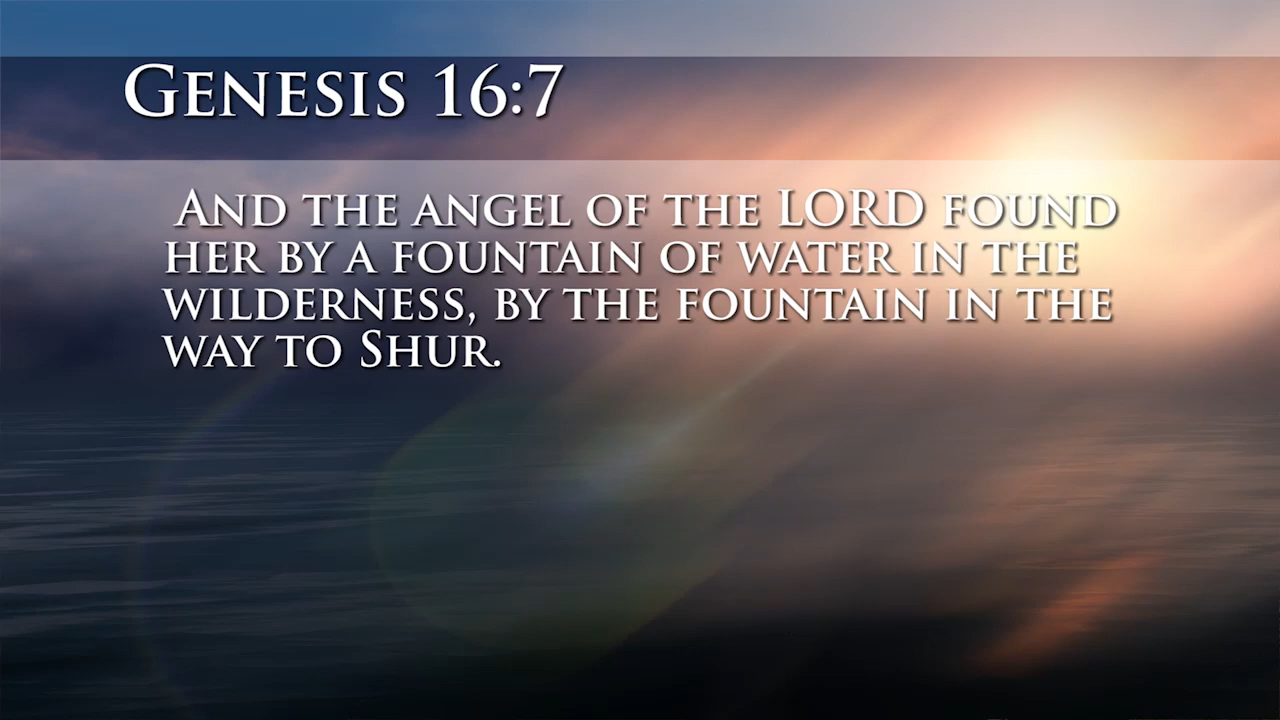 Genesis 16:7
And the angel of the LORD found
her by a fountain of water in the
wilderness, by the fountain in the
way to Shur.